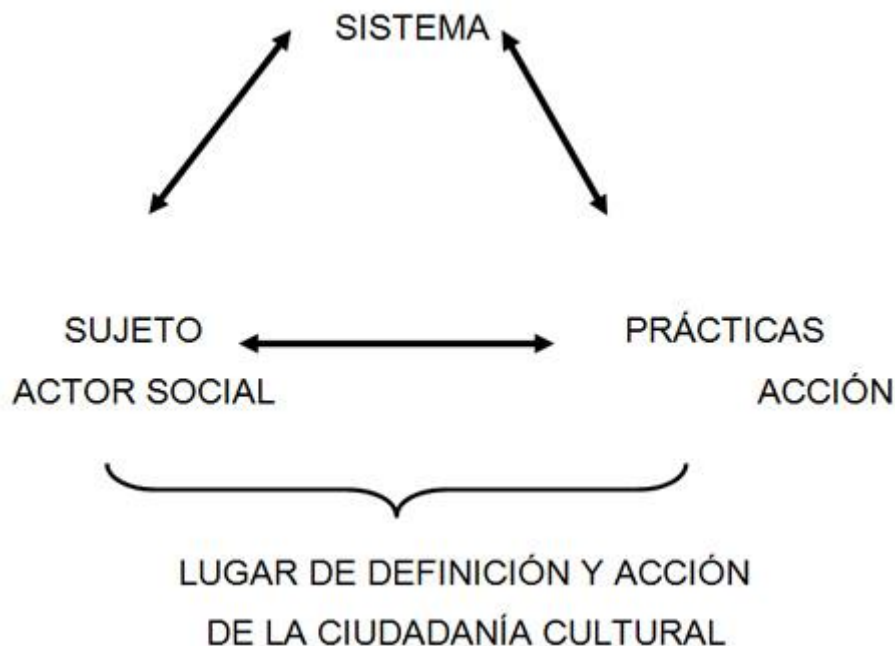 SISTEMA
SUJETO PRÁCTICAS
ACTOR SOCIAL ACCIÓN
LUGAR DE DEFINICIÓN Y ACCIÓN
DE LA CIUDADANÍA CULTURAL